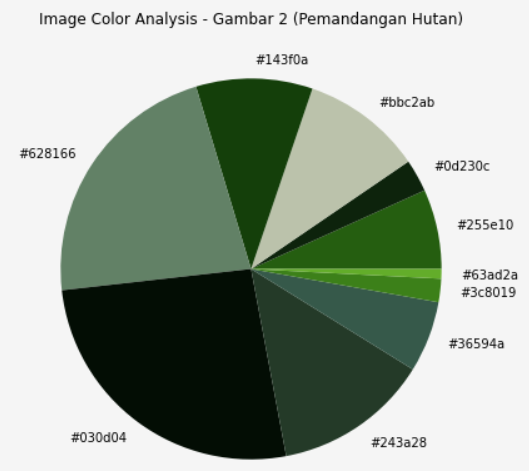 Image Color Analysis - Gambar 2 (Pemandangan Hutan)
#143f0a
#bbc2ab
#628166
#0d230c
#255e10
#63ad2a
#3c8019
#36594a
#030d04
#243a28